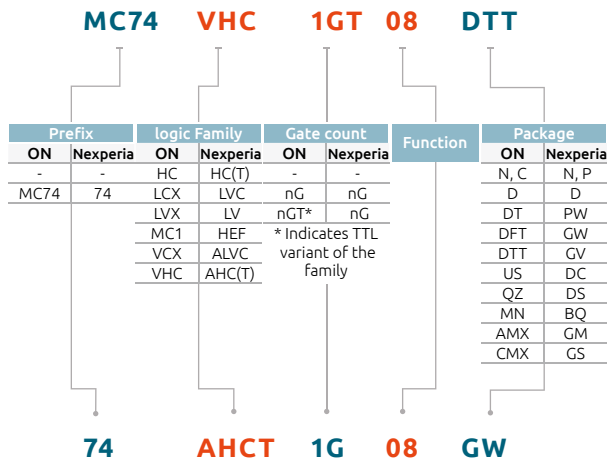 MC74 VHC 1GT 08 DTT
Prefix logic Family Gate count Function Package
ON Nexperia ON Nexperia ON Nexperia ON Nexperia
- - HC HC(T) - - N, C N, P
MC74 74 LCX LVC nG nG D D
LVX LV nGT* nG DT PW
MC1 HEF * Indicates TTL DFT GW
VCX ALVC variant of the DTT GV
VHC AHC(T) family US DC
QZ DS
MN BQ
AMX GM
CMX GS
74 AHCT 1G 08 GW